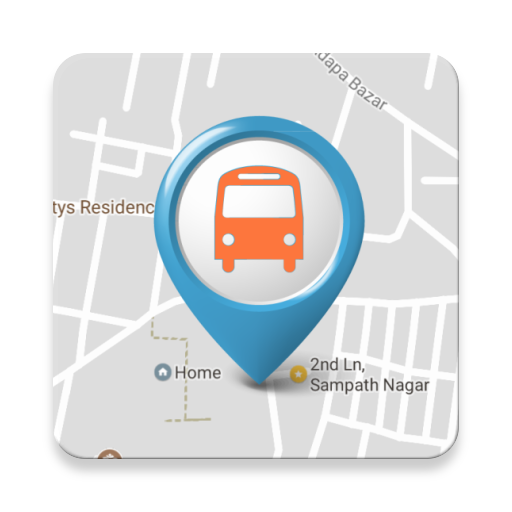 dapa Bazar
tys Residenc
Home
2nd Ln,
Sampath Nagar